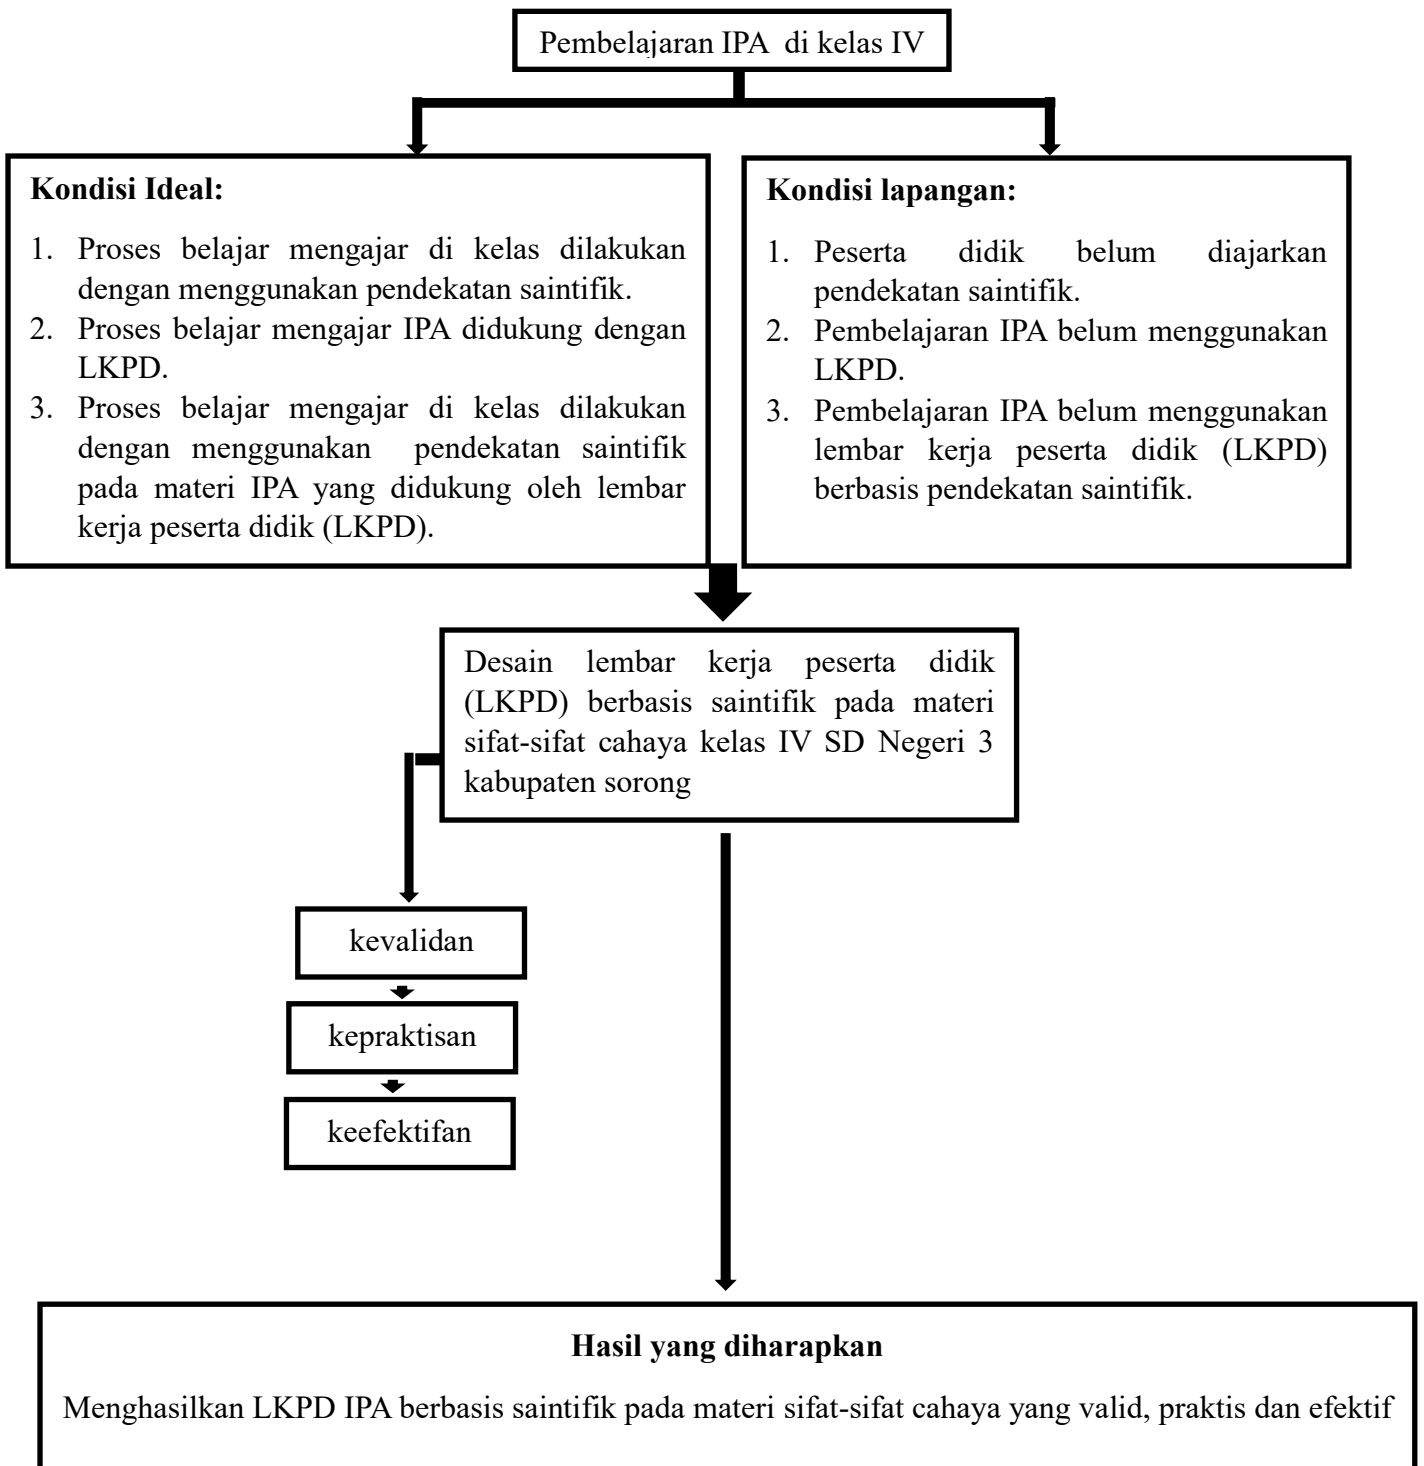 Pembelajaran IPA di kelas IV
Kondisi Ideal:
1. Proses belajar mengajar di kelas dilakukan
dengan menggunakan pendekatan saintifik.
2. Proses belajar mengajar IPA didukung dengan
LKPD.
3. Proses belajar mengajar di kelas dilakukan
dengan menggunakan pendekatan saintifik
pada materi IPA yang didukung oleh lembar
kerja peserta didik (LKPD).
Kondisi lapangan:
1. Peserta didik belum diajarkan
pendekatan saintifik.
2. Pembelajaran IPA belum menggunakan
LKPD.
3. Pembelajaran IPA belum menggunakan
lembar kerja peserta didik (LKPD)
berbasis pendekatan saintifik.
Desain lembar kerja peserta didik
(LKPD) berbasis saintifik pada materi
sifat-sifat cahaya kelas IV SD Negeri 3
kabupaten sorong
kevalidan
kepraktisan
keefektifan
Hasil yang diharapkan
Menghasilkan LKPD IPA berbasis saintifik pada materi sifat-sifat cahaya yang valid, praktis dan efektif